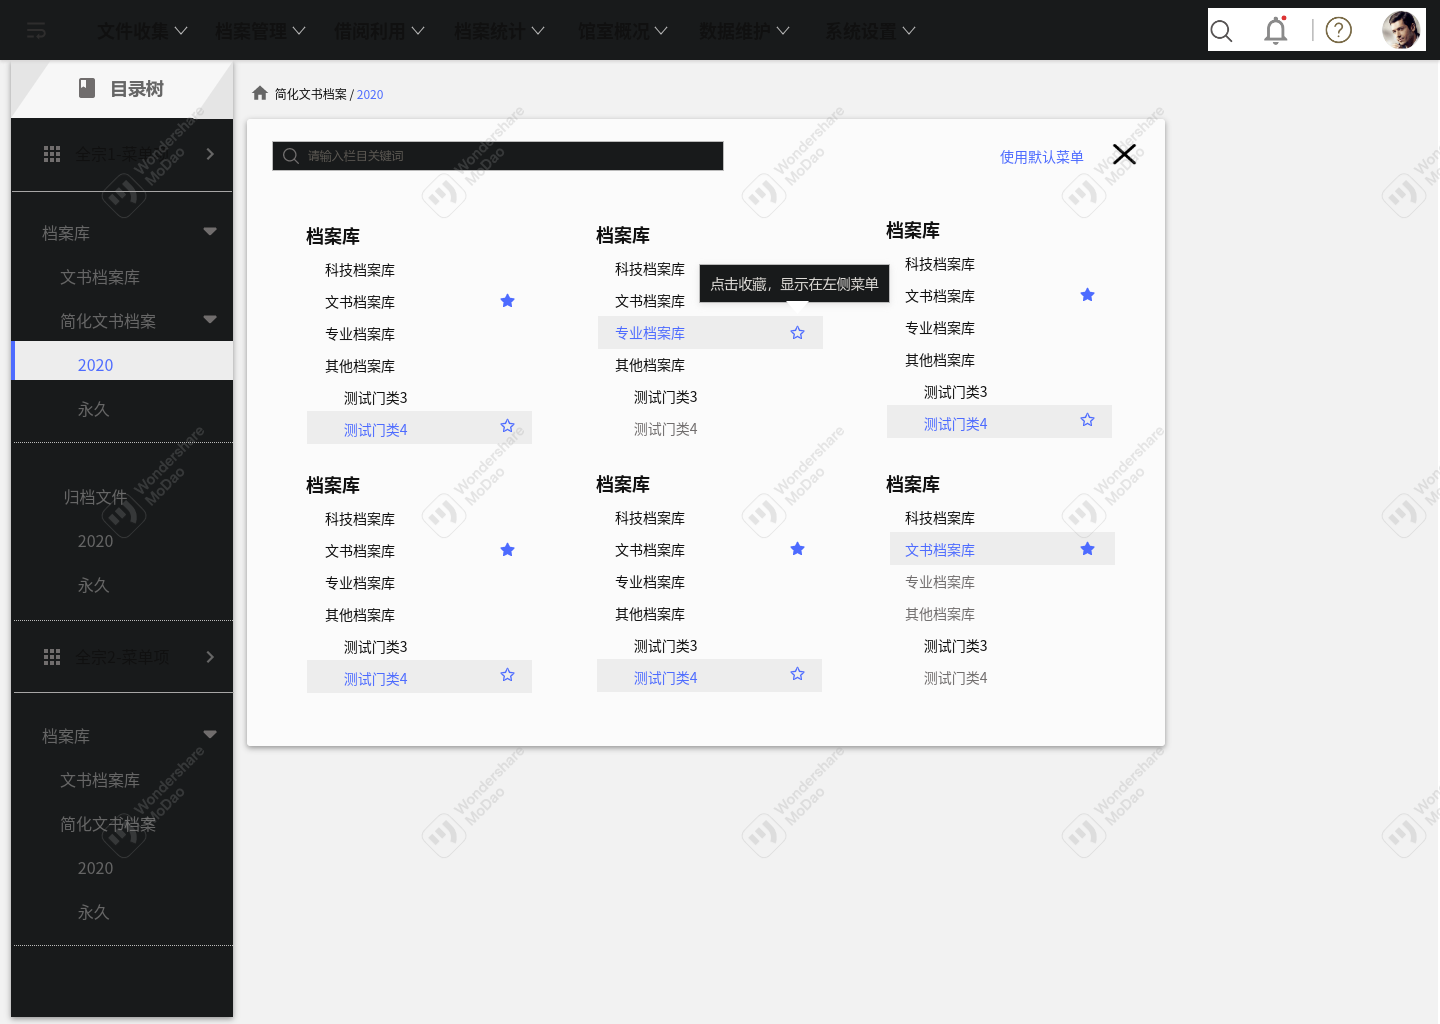 文件收集 档案管理 借阅利用 档案统计 馆室概况 数据维护 系统设置
目录树
简化文书档案 / 2020
全宗1-菜单
档案库
文书档案库
简化文书档案
2020
永久
归档文件
2020
永久
全宗2-菜单项
档案库
文书档案库
简化文书档案
2020
永久
请输入栏目关键词
使用默认菜单
档案库
科技档案库
文书档案库
专业档案库
其他档案库
测试门类3
测试门类4
档案库
科技档案库
文书档案库
点击收藏，显示在左侧菜单
专业档案库
其他档案库
测试门类3
测试门类4
档案库
科技档案库
文书档案库
专业档案库
其他档案库
测试门类3
测试门类4
档案库
科技档案库
文书档案库
专业档案库
其他档案库
测试门类3
测试门类4
档案库
科技档案库
文书档案库
专业档案库
其他档案库
测试门类3
测试门类4
档案库
科技档案库
文书档案库
专业档案库
其他档案库
测试门类3
测试门类4
Wondershare
MoDao